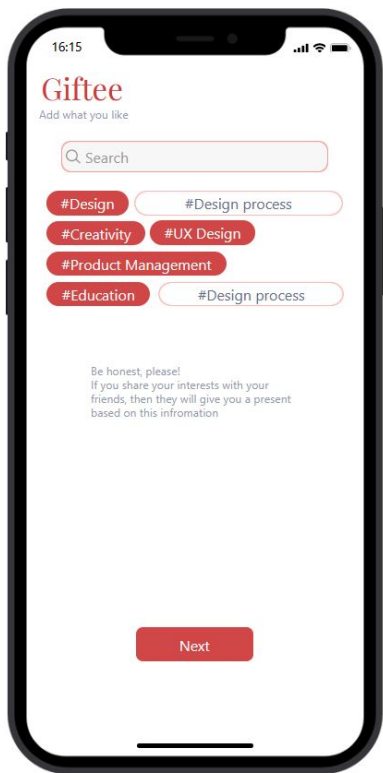 16:15
Giftee
Add what you like
Search
#Design #Design process
#Creativity #UX Design
#Product Management
#Education #Design process
Be honest, please!
If you share your interests with your
friends, then they will give you a present
based on this infromation
Next